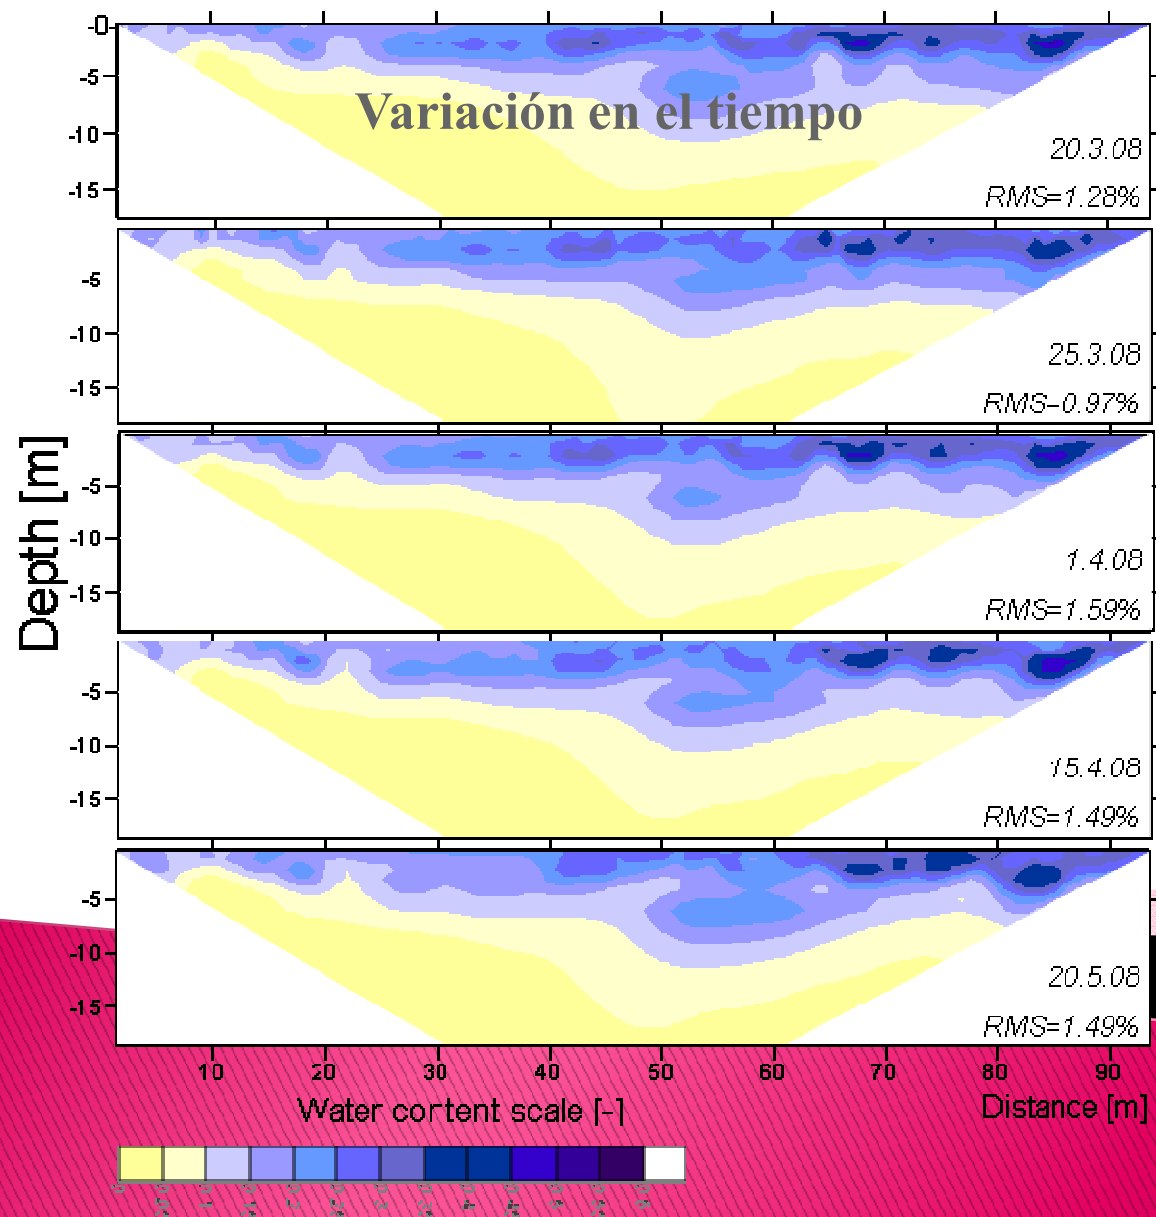 -0
-5
-10
-15
Variación en el tiempo
20.3.08
RMS=1.28%
-5
-10
-15
25.3.08
RMS-0.97%
Depth [m]
-5
-10
-15
1.4.08
RMS=1.59%
-5
-10
-15
15.4.08
RMS=1.49%
-5
-10
-15
20.5.08
RMS=1.49%
10 20 30 40 50 60 70 80 90
Water cortent scale [-]
Distance [m]